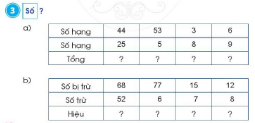 3 Số ?
a)
Số hạng 44 53 3 6
Số hạng 25 5 8 9
Tổng ? ? ? ?
b)
Số bị trừ 68 77 15 12
Số trừ 52 6 7 8
Hiệu ? ? ? ?